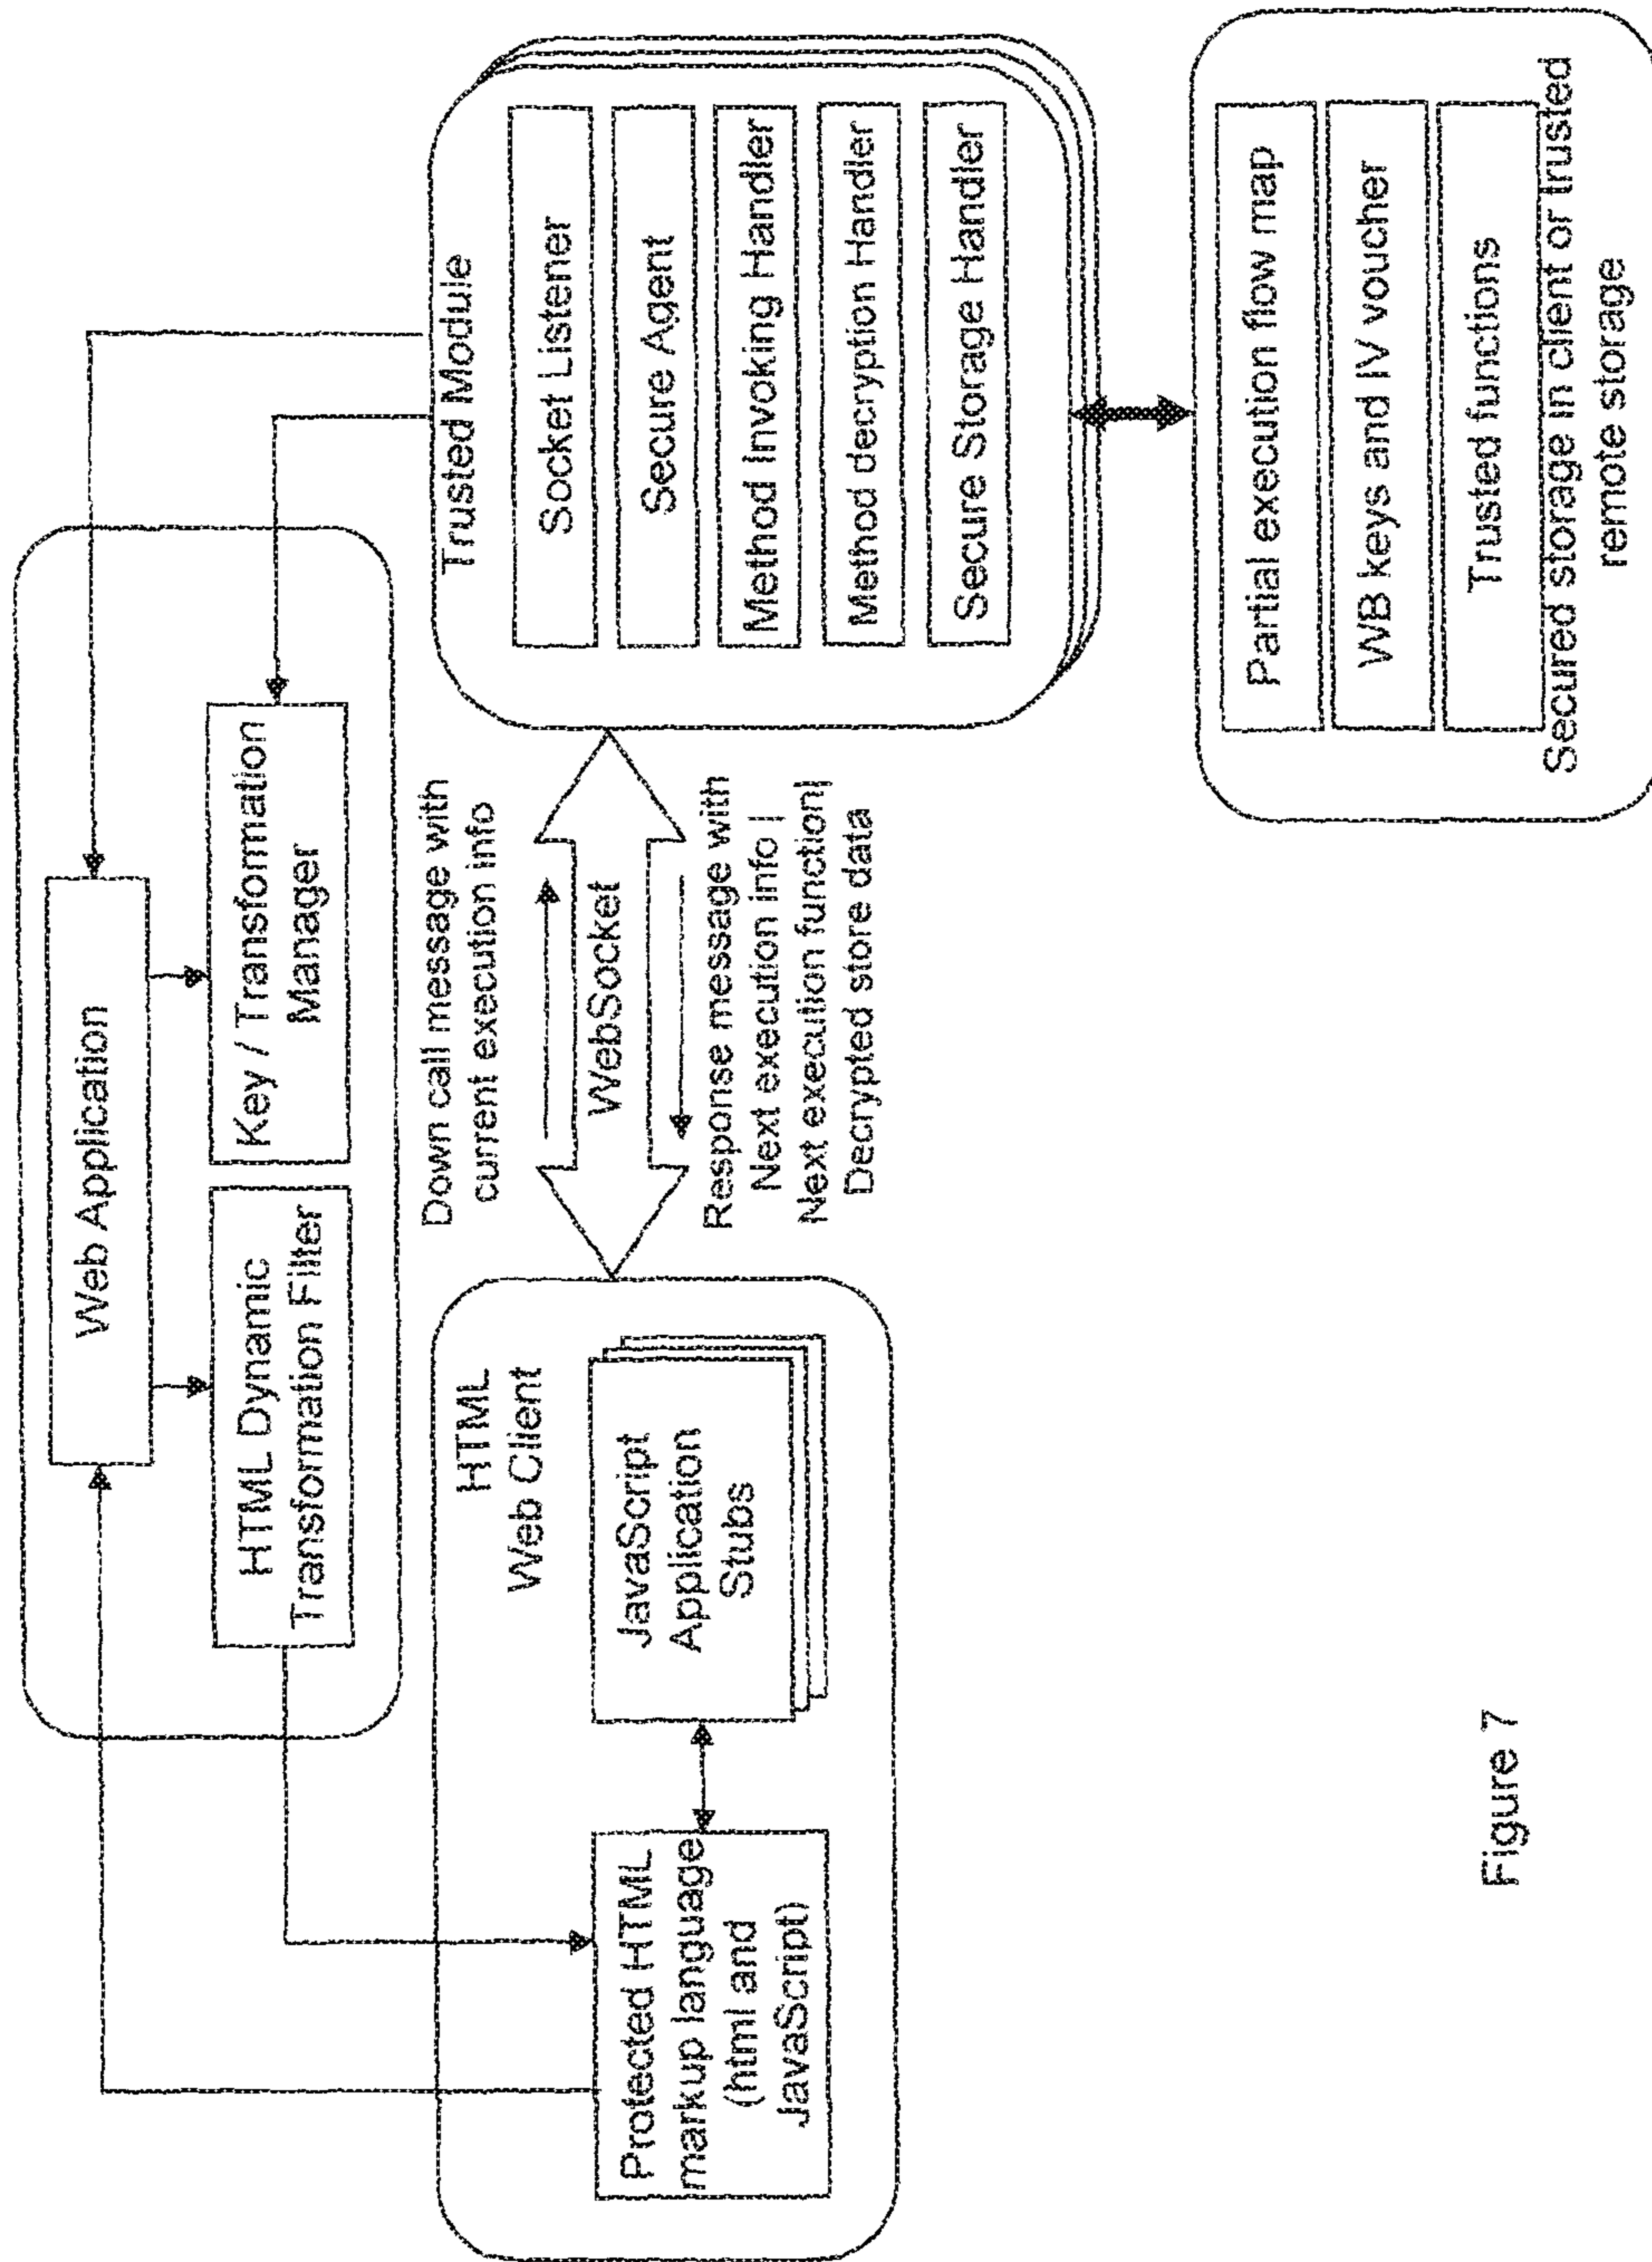 Web Application
HTML Dynamic
Transformation Filter
Key / Transformation
Manager
HTML
Web Client
Protected HTML
markup language
(html and
JavaScript)
JavaScript
Application
Stubs
Down call message with
current execution info
WebSocket
Response message with
Next execution info |
Next execution function|
Decrypted store data
Trusted Module
Socket Listener
Secure Agent
Method Invoking Handler
Method decryption Handler
Secure Storage Handler
Partial execution flow map
WB keys and IV voucher
Trusted functions
Secured storage in client or trusted
remote storage
Figure 7